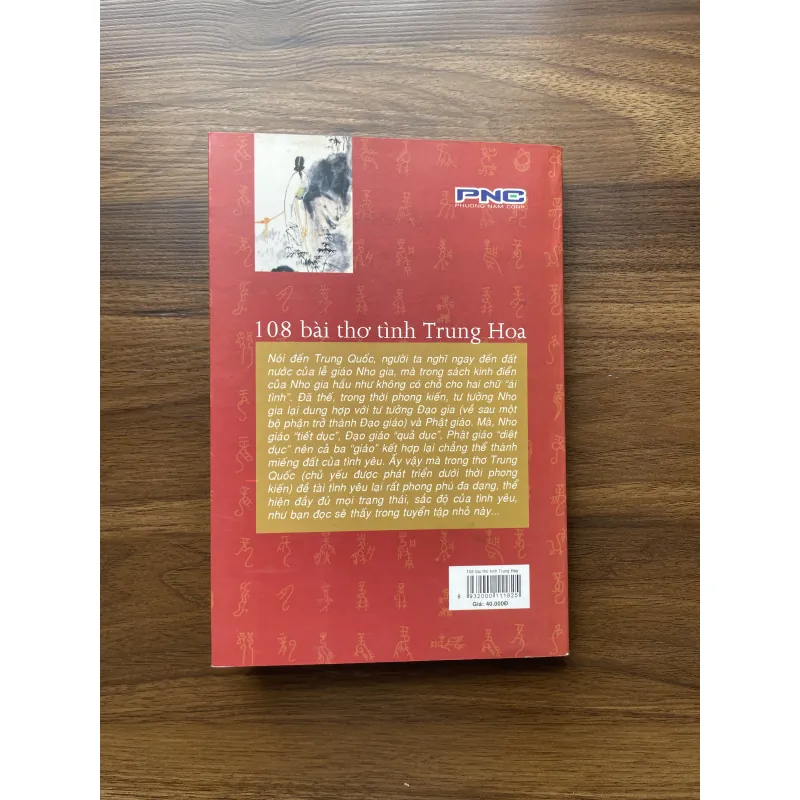 PNC
PHUONG NAM CORP
108 bài thơ tình Trung Hoa
Nói đến Trung Quốc, người ta nghĩ ngay đến đất
nước của lễ giáo Nho gia, mà trong sách kinh điển
của Nho gia hầu như không có chỗ cho hai chữ “ái
tình”. Đã thế, trong thời phong kiến, tư tưởng Nho
gia lại dung hợp với tư tưởng Đạo gia (về sau một
bộ phận trở thành Đạo giáo) và Phật giáo. Mà, Nho
giáo “tiết dục”, Đạo giáo “quả dục”, Phật giáo “diệt
dục” nên cả ba “giáo” kết hợp lại chẳng thể thành
miếng đất của tình yêu. Ấy vậy mà trong thơ Trung
Quốc (chủ yếu được phát triển dưới thời phong
kiến) đề tài tình yêu lại rất phong phú đa dạng, thể
hiện đầy đủ mọi trạng thái, sắc độ của tình yêu,
như bạn đọc sẽ thấy trong tuyển tập nhỏ này...
108 bài thơ tình Trung Hoa
8 932000 111825
Giá: 40.000Đ